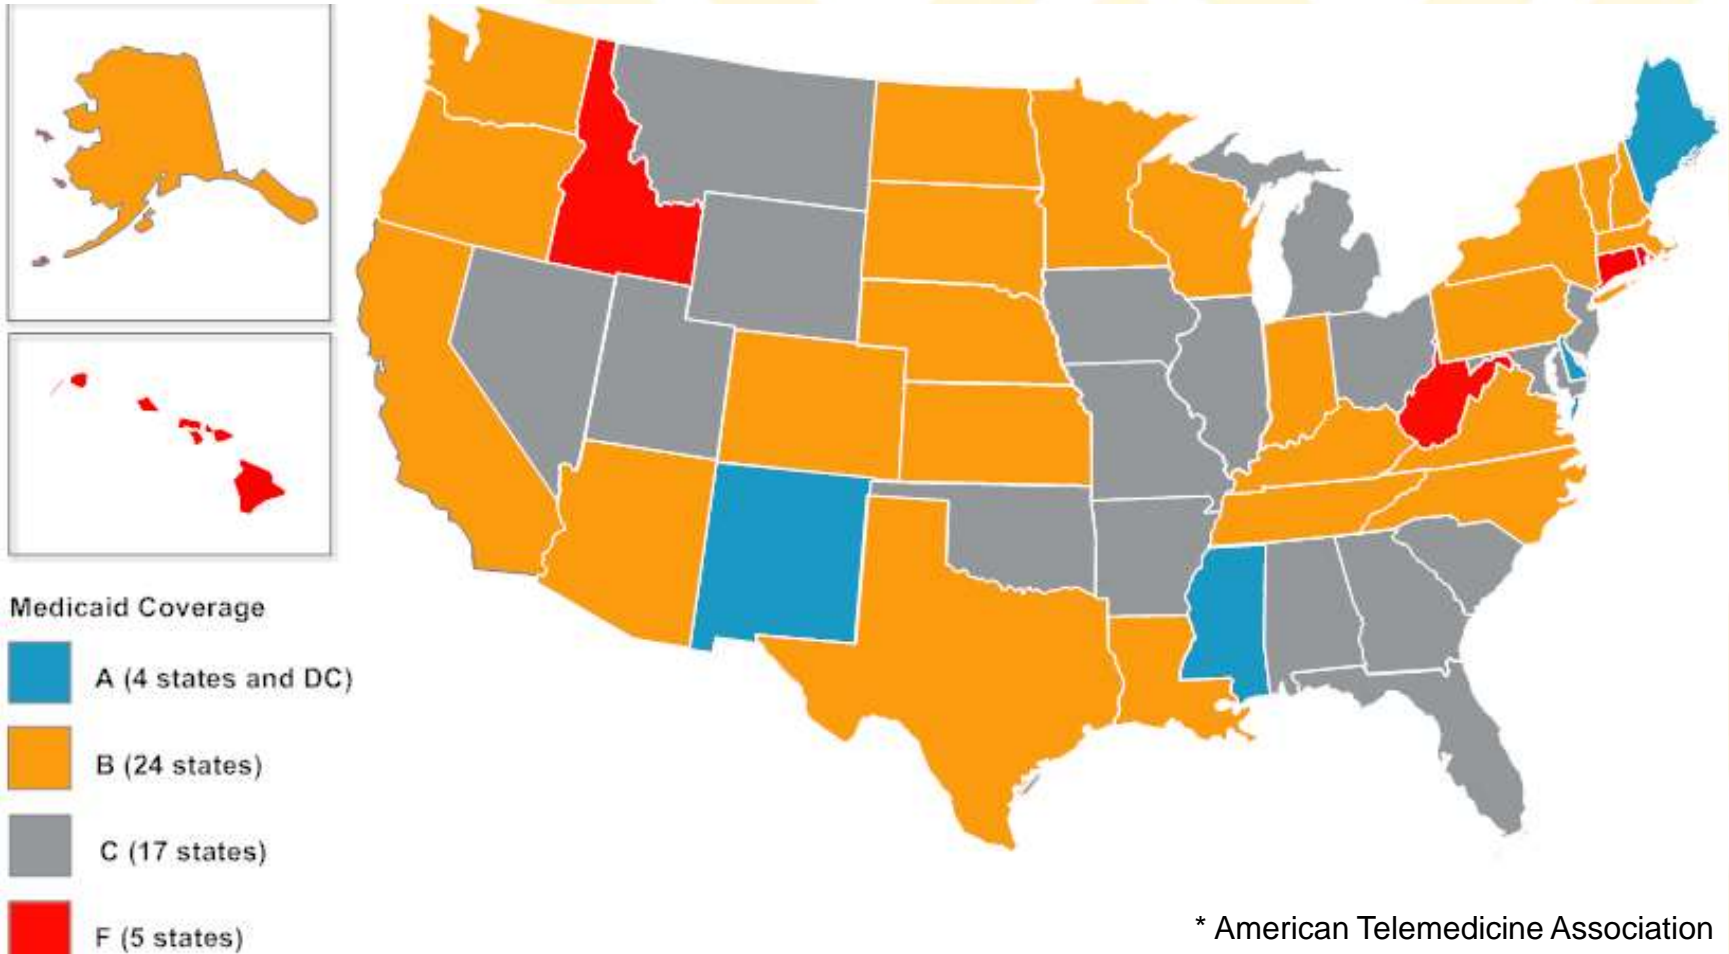 Medicaid Coverage
A (4 states and DC)
B (24 states)
C (17 states)
F (5 states)
* American Telemedicine Association